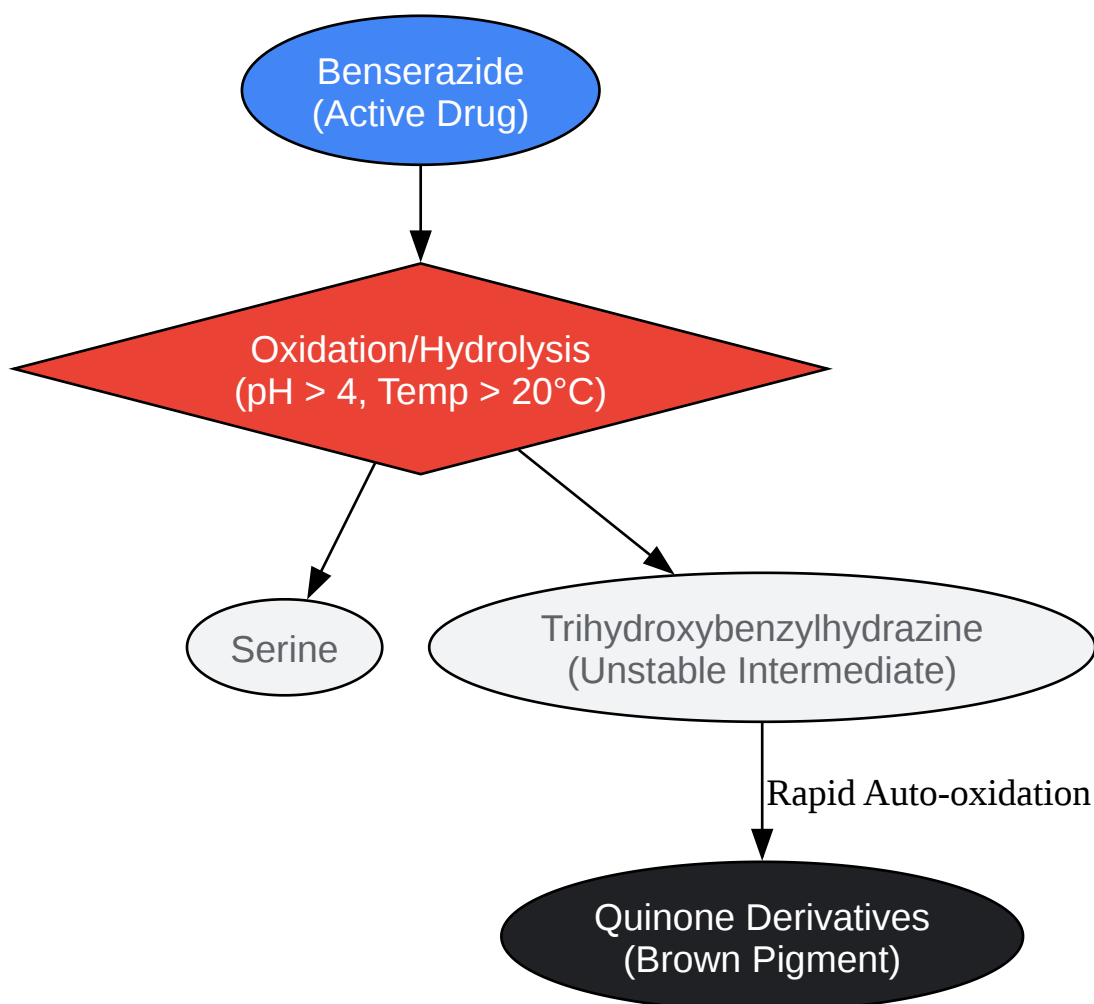 Benserazide
(Active Drug)
Oxidation/Hydrolysis
(pH > 4, Temp > 20°C)
Serine
Trihydroxybenzylhydrazine
(Unstable Intermediate)
Rapid Auto-oxidation
Quinone Derivatives
(Brown Pigment)